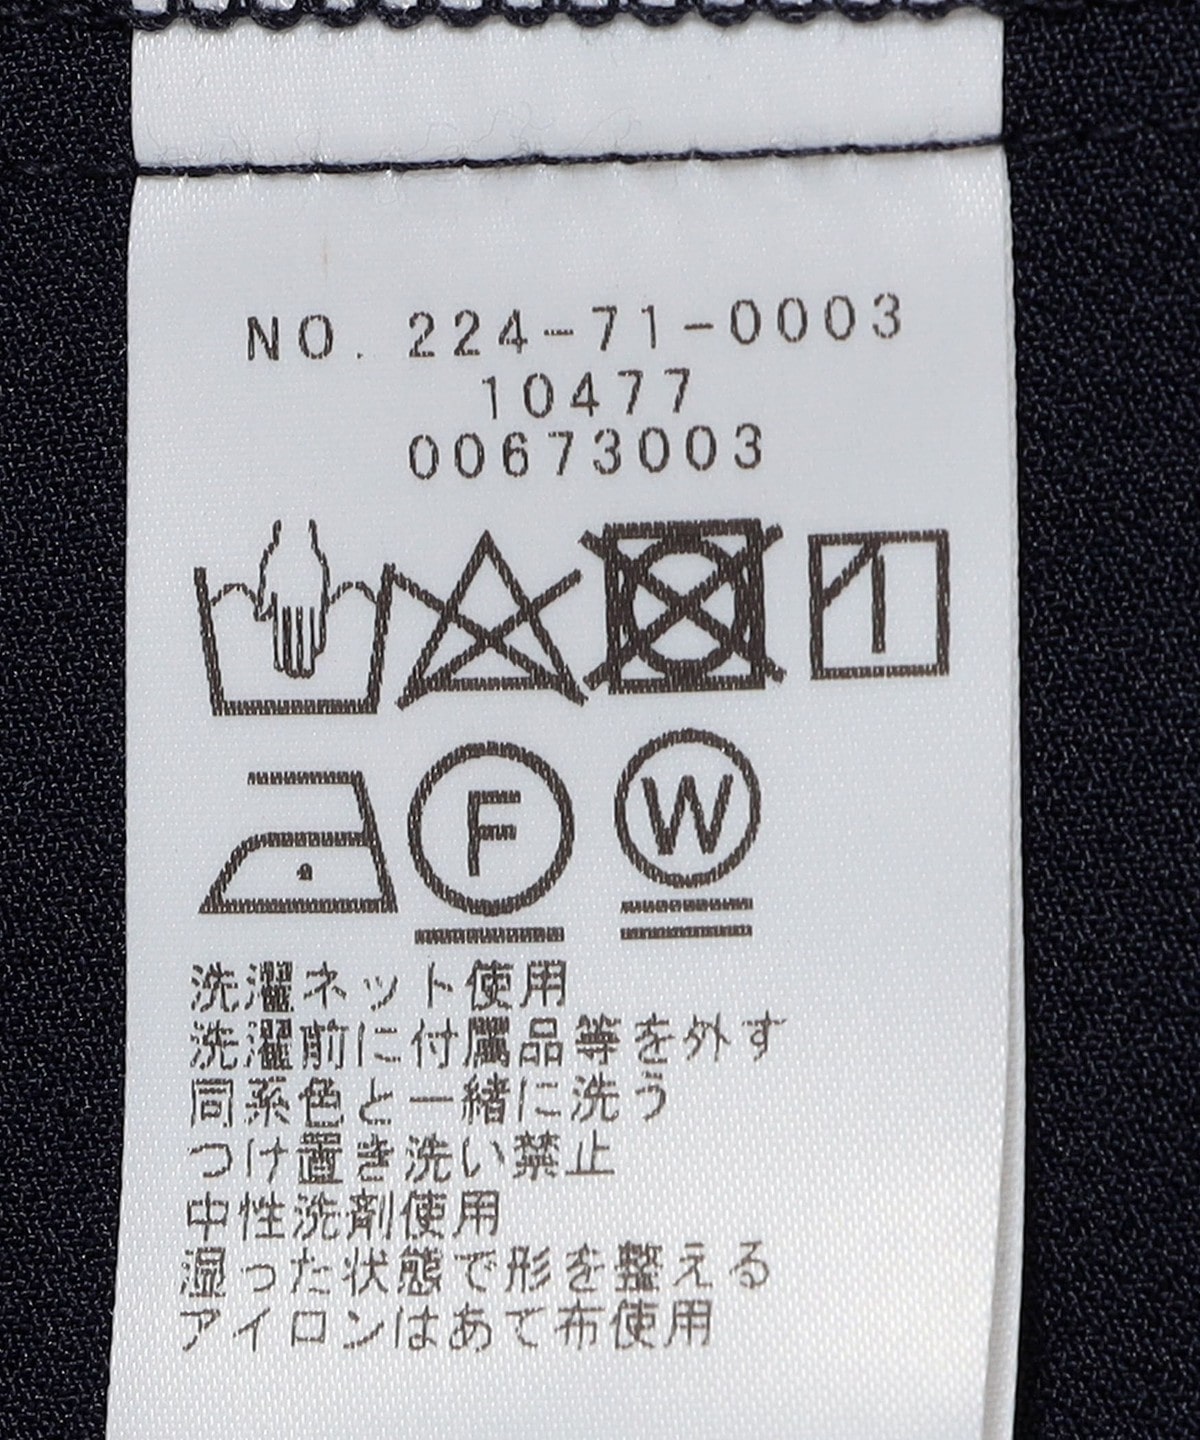 NO. 224-71-0003
10477
00673003
F W
洗濯ネット使用
洗濯前に付属品等を外す
同系色と一緒に洗う
つけ置き洗い禁止
中性洗剤使用
湿った状態で形を整える
アイロンはあて布使用